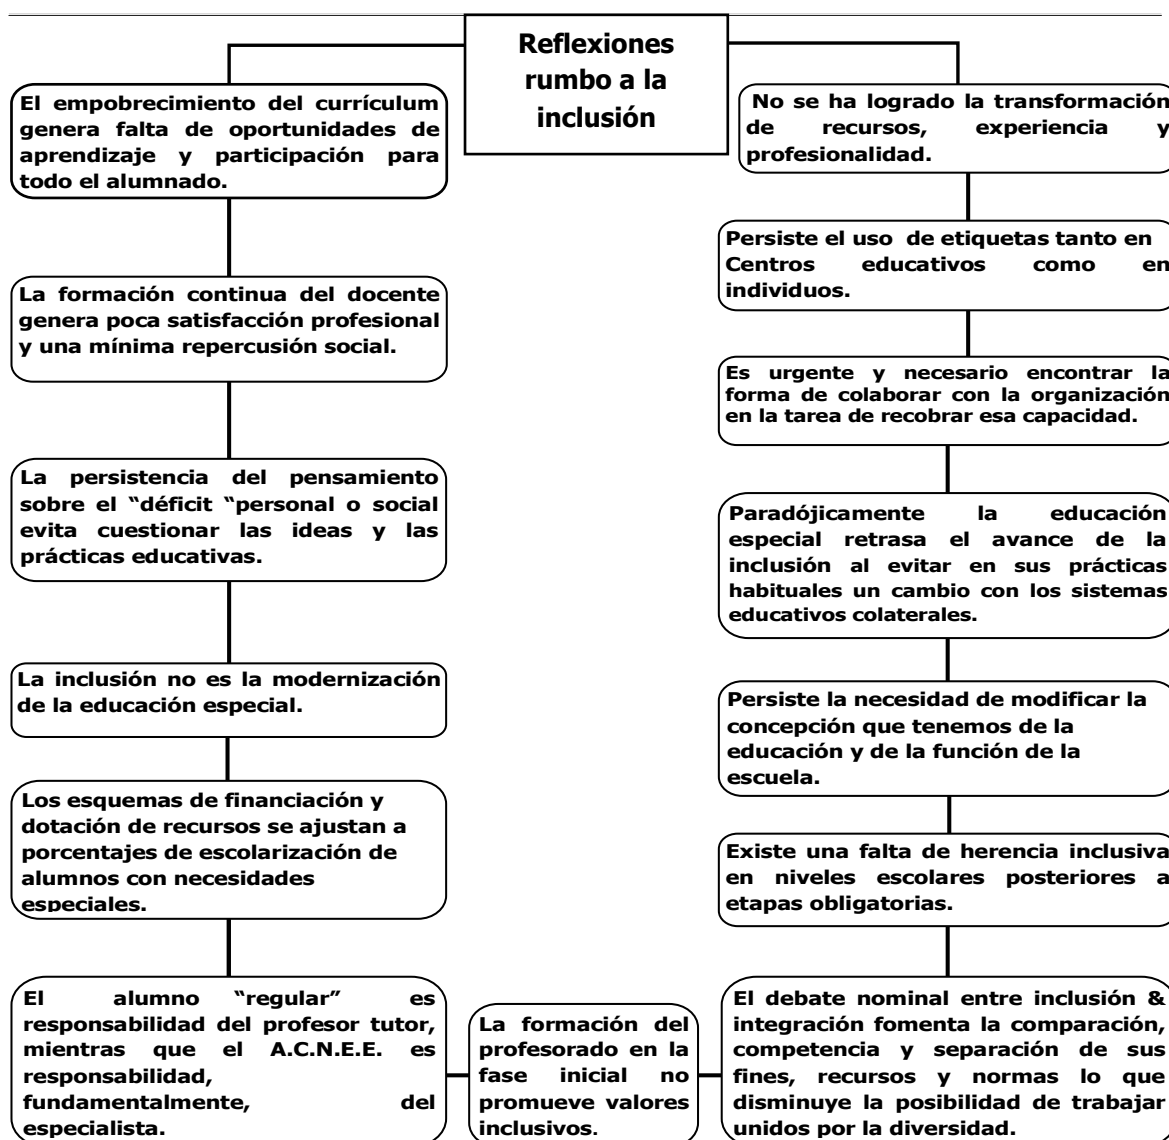 Reflexiones
rumbo a la
inclusión
El empobrecimiento del currículum
genera falta de oportunidades de
aprendizaje y participación para
todo el alumnado.
La formación continua del docente
genera poca satisfacción profesional
y una mínima repercusión social.
La persistencia del pensamiento
sobre el “déficit “personal o social
evita cuestionar las ideas y las
prácticas educativas.
La inclusión no es la modernización
de la educación especial.
Los esquemas de financiación y
dotación de recursos se ajustan a
porcentajes de escolarización de
alumnos con necesidades
especiales.
El alumno “regular” es
responsabilidad del profesor tutor,
mientras que el A.C.N.E.E. es
responsabilidad,
fundamentalmente, del
especialista.
La formación del
profesorado en la
fase inicial no
promueve valores
inclusivos.
No se ha logrado la transformación
de recursos, experiencia y
profesionalidad.
Persiste el uso de etiquetas tanto en
Centros educativos como en
individuos.
Es urgente y necesario encontrar la
forma de colaborar con la organización
en la tarea de recobrar esa capacidad.
Paradójicamente la educación
especial retrasa el avance de la
inclusión al evitar en sus prácticas
habituales un cambio con los sistemas
educativos colaterales.
Persiste la necesidad de modificar la
concepción que tenemos de la
educación y de la función de la
escuela.
Existe una falta de herencia inclusiva
en niveles escolares posteriores a
etapas obligatorias.
El debate nominal entre inclusión &
integración fomenta la comparación,
competencia y separación de sus
fines, recursos y normas lo que
disminuye la posibilidad de trabajar
unidos por la diversidad.